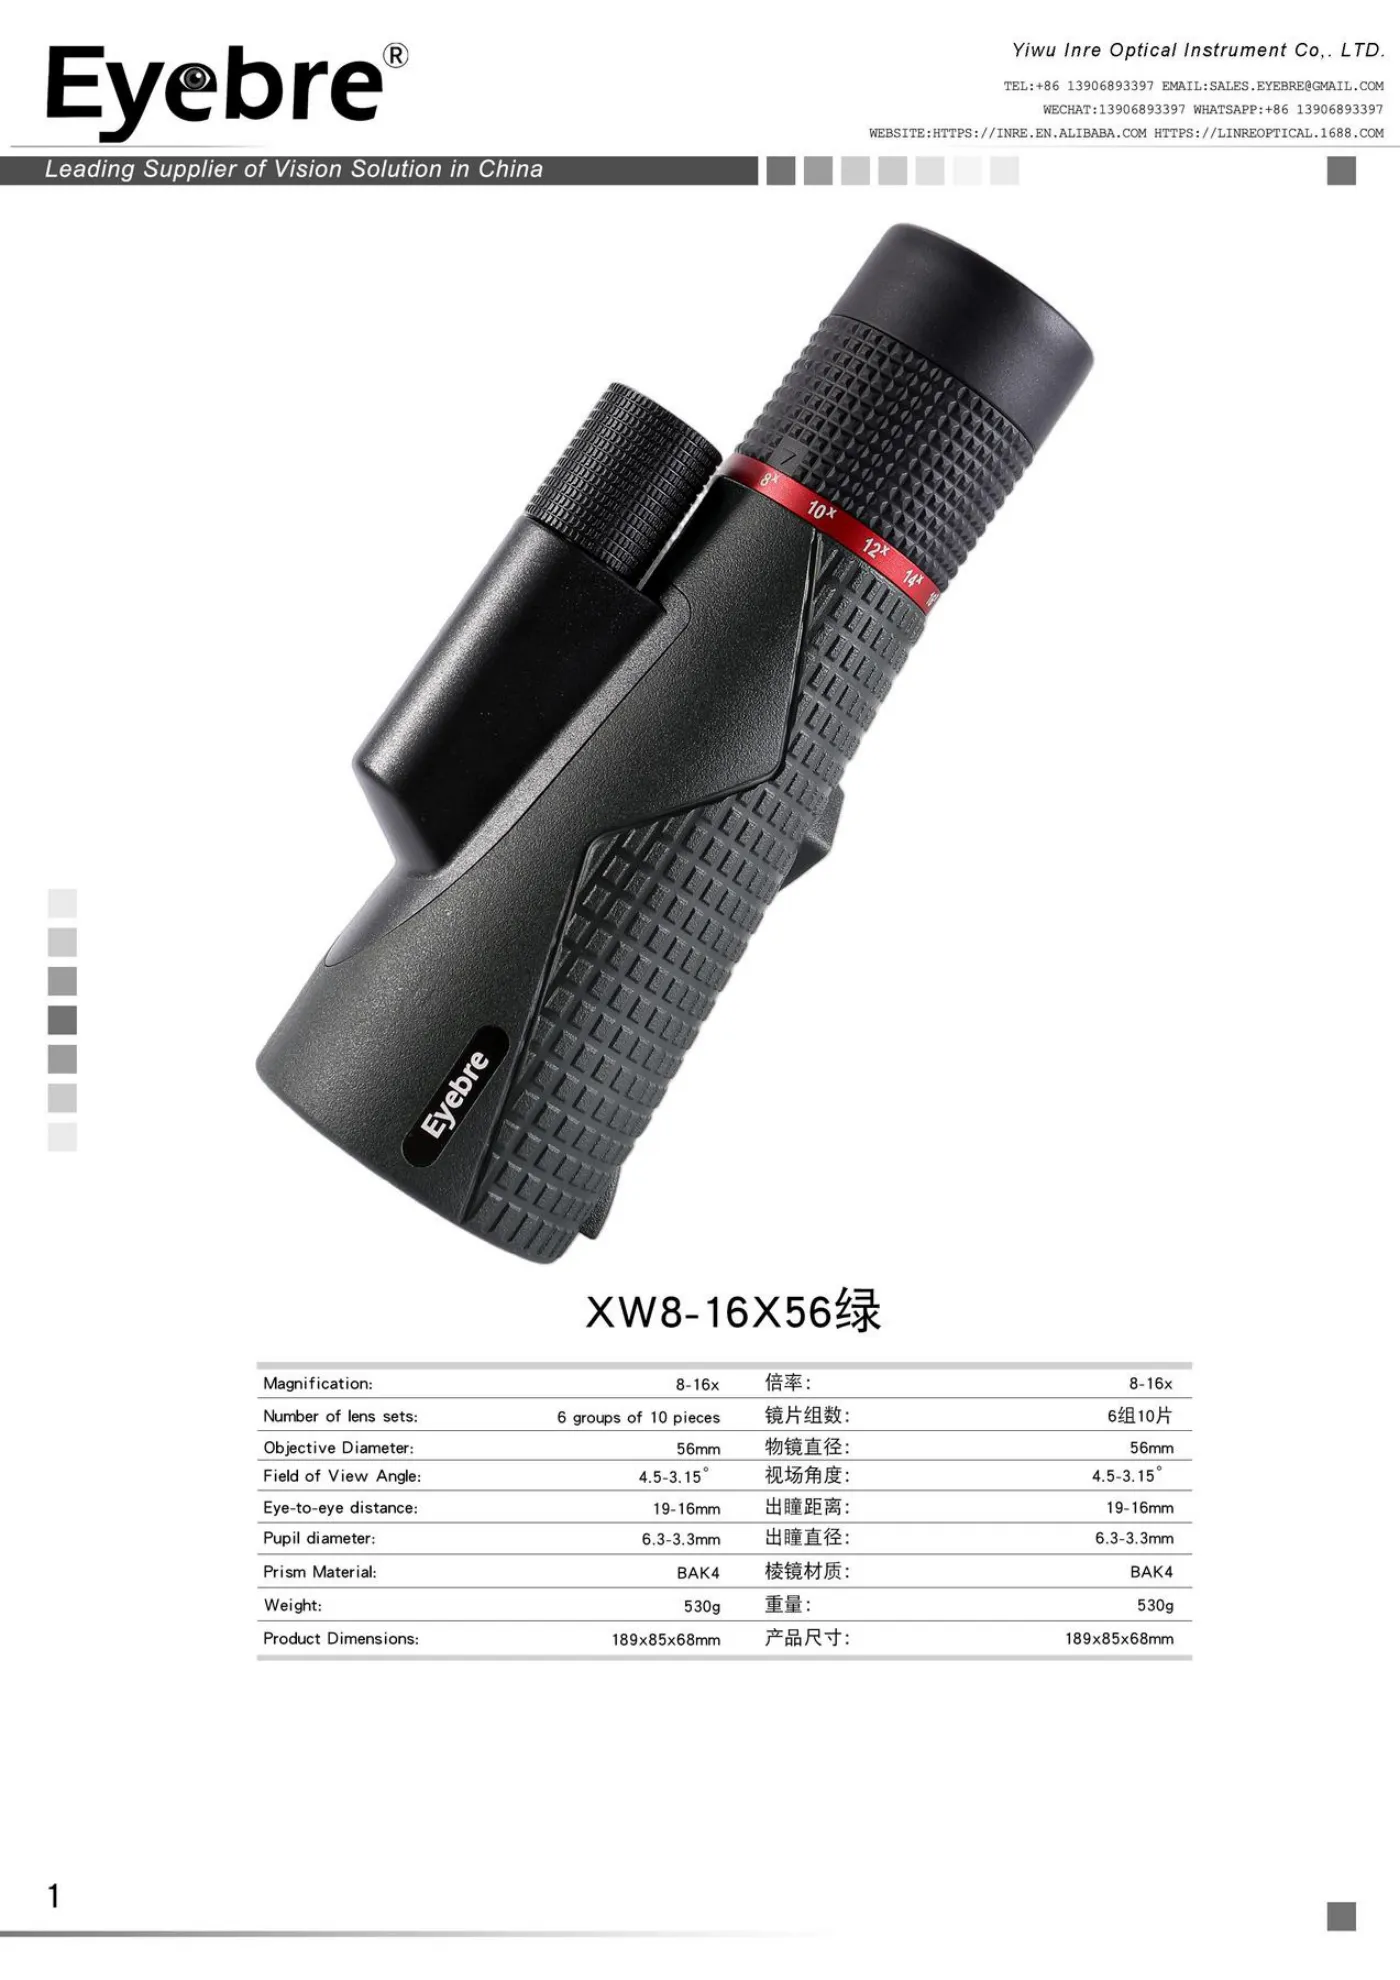 Eyebre®
Yiwu Inre Optical Instrument Co,. LTD.
TEL:+86 13906893397 EMAIL:SALES.EYEBRE@GMAIL.COM
WECHAT:13906893397 WHATSAPP:+86 13906893397
WEBSITE:HTTPS://INRE.EN.ALIBABA.COM HTTPS://LINREOPTICAL.1688.COM
Leading Supplier of Vision Solution in China
8x 10x 12x 14x
Eyebre
XW8-16X56绿
Magnification: 8-16x 倍率: 8-16x
Number of lens sets: 6 groups of 10 pieces 镜片组数: 6组10片
Objective Diameter: 56mm 物镜直径: 56mm
Field of View Angle: 4.5-3.15° 视场角度: 4.5-3.15°
Eye-to-eye distance: 19-16mm 出瞳距离: 19-16mm
Pupil diameter: 6.3-3.3mm 出瞳直径: 6.3-3.3mm
Prism Material: BAK4 棱镜材质: BAK4
Weight: 530g 重量: 530g
Product Dimensions: 189x85x68mm 产品尺寸: 189x85x68mm
1